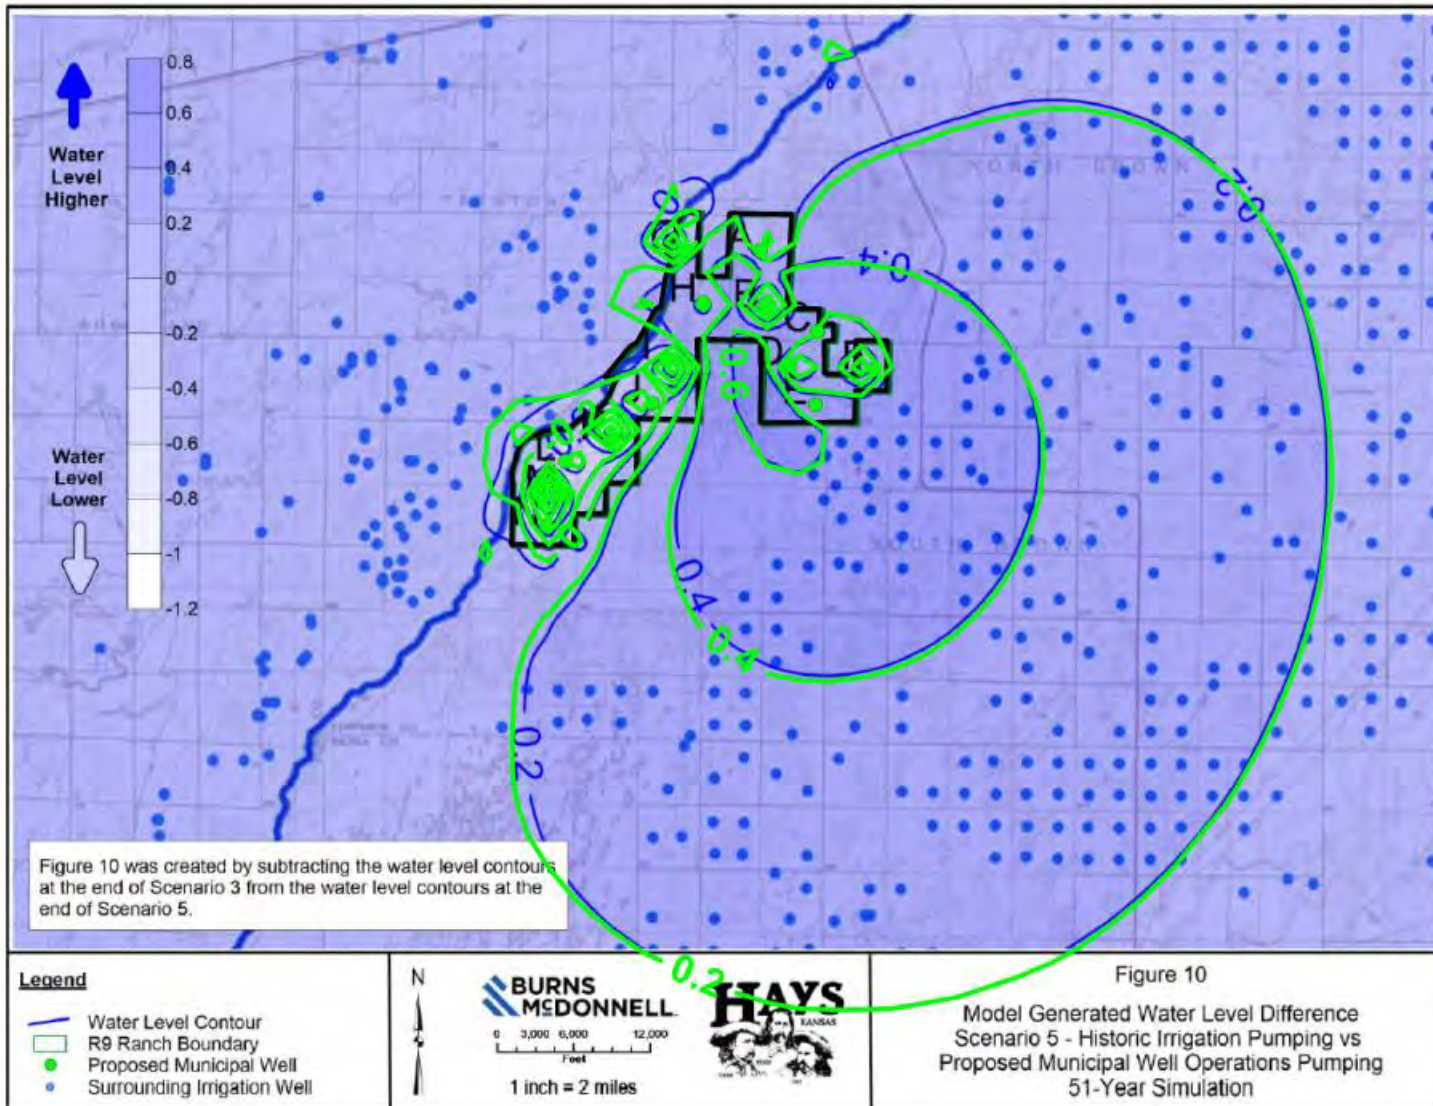 0.8
0.6
0.4
0.2
0
-0.2
-0.4
-0.6
-0.8
-1
-1.2
Water
Level
Higher
Water
Level
Lower
NORTH BROWN
SOUTH BROWN
0.2
0.4
0
A
H
C
D
0.6
0.4
0.4
0.2
0.2
Figure 10 was created by subtracting the water level contours
at the end of Scenario 3 from the water level contours at the
end of Scenario 5.
Legend
Water Level Contour
R9 Ranch Boundary
Proposed Municipal Well
Surrounding Irrigation Well
N
BURNS
McDONNELL
0 3,000 6,000 12,000
Feet
1 inch = 2 miles
HAYS
KANSAS
Figure 10
Model Generated Water Level Difference
Scenario 5 - Historic Irrigation Pumping vs
Proposed Municipal Well Operations Pumping
51-Year Simulation